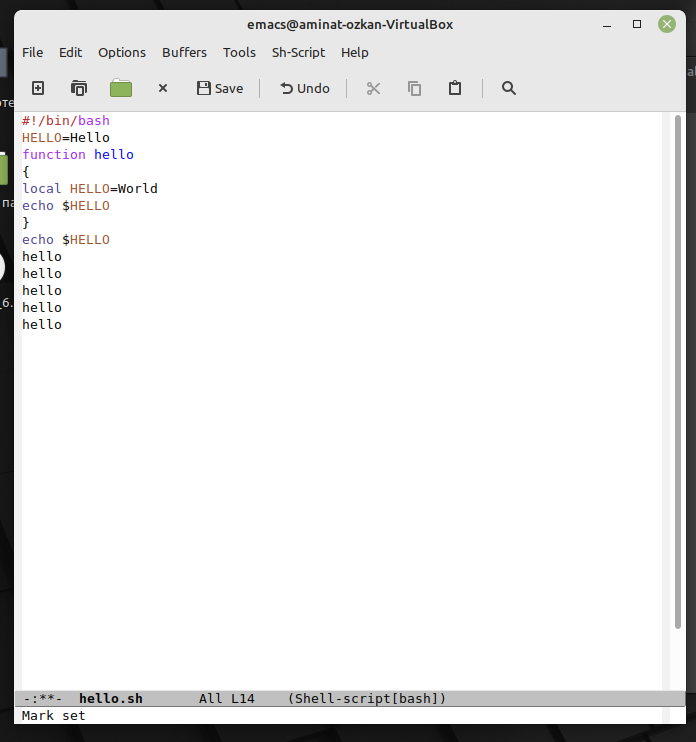 emacs@aminat-ozkan-VirtualBox
File Edit Options Buffers Tools Sh-Script Help
Save Undo
#!/bin/bash
HELLO=Hello
function hello
{
local HELLO=World
echo $HELLO
}
echo $HELLO
hello
hello
hello
hello
hello
-:**- hello.sh All L14 (Shell-script[bash])
Mark set